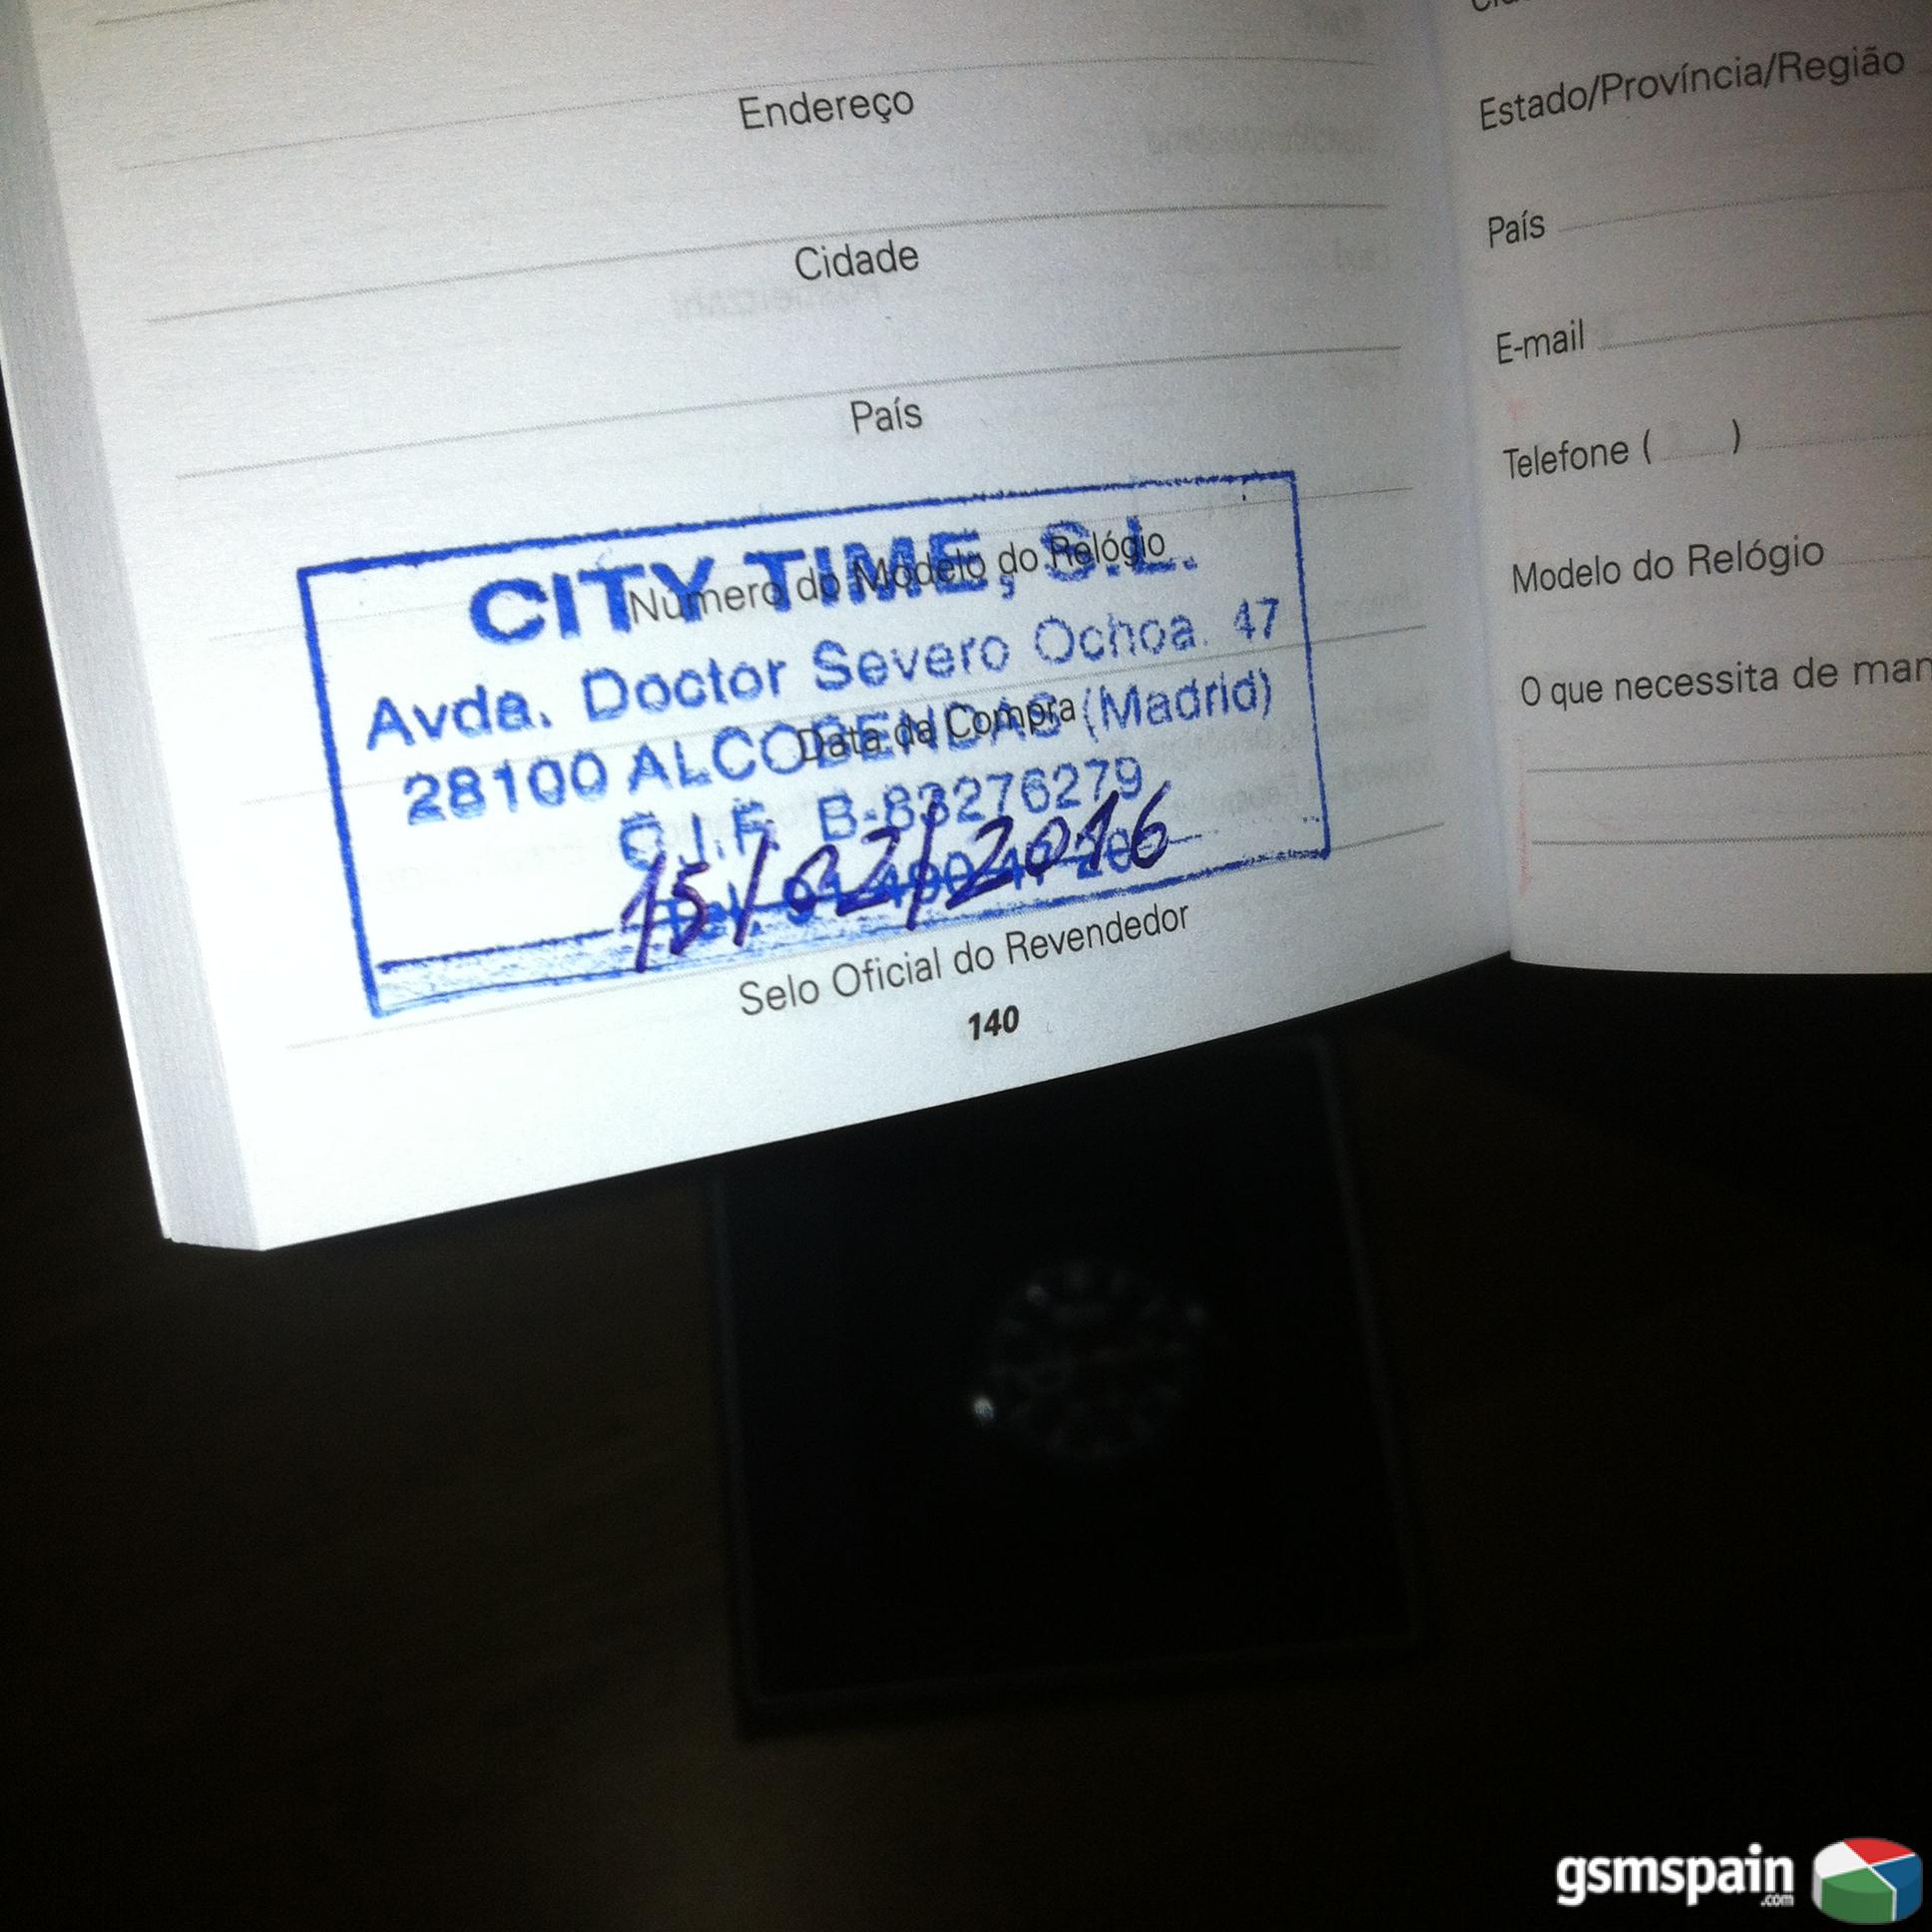 Endereço
Cidade
País
Número do Modelo do Relógio
CITY TIME, S.L.
Avda. Doctor Severo Ochoa. 47
Data da Compra
28100 ALCOBENDAS (Madrid)
C.I.F. B-83276279
15/02/2016
Selo Oficial do Revendedor
140
Estado/Província/Região
País
E-mail
Telefone ( )
Modelo do Relógio
O que necessita de
gsmspain
.com